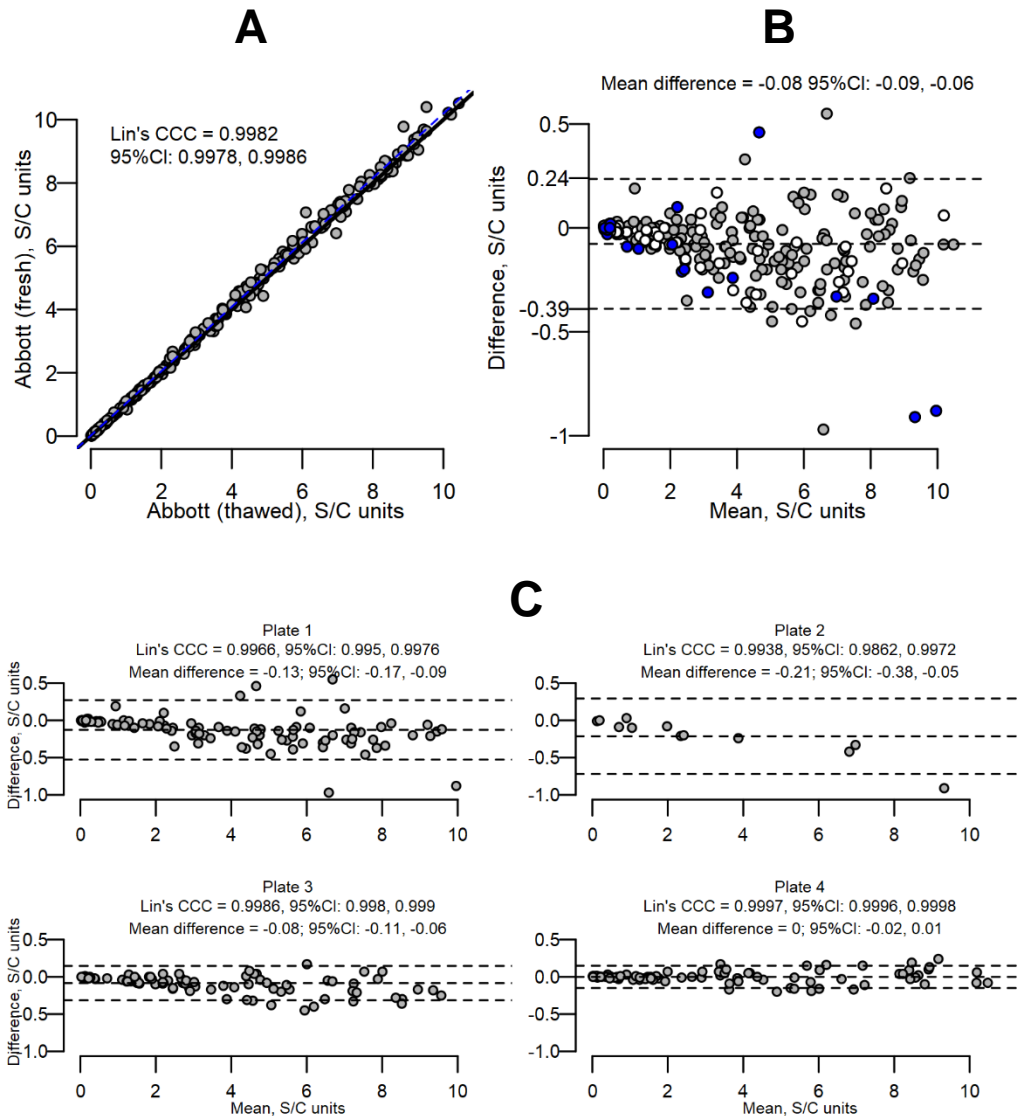 A
B
Mean difference = -0.08 95%CI: -0.09, -0.06
Lin's CCC = 0.9982
95%CI: 0.9978, 0.9986
Abbott (fresh), S/C units
10
8
6
4
2
0
0 2 4 6 8 10
Abbott (thawed), S/C units
Difference, S/C units
0.5
0.24
0
-0.39
-0.5
-1
0 2 4 6 8 10
Mean, S/C units
C
Plate 1
Lin's CCC = 0.9966, 95%CI: 0.995, 0.9976
Mean difference = -0.13; 95%CI: -0.17, -0.09
Difference, S/C units
0.5
0.0
-0.5
-1.0
0 2 4 6 8 10
Plate 2
Lin's CCC = 0.9938, 95%CI: 0.9862, 0.9972
Mean difference = -0.21; 95%CI: -0.38, -0.05
0.5
0.0
-0.5
-1.0
0 2 4 6 8 10
Plate 3
Lin's CCC = 0.9986, 95%CI: 0.998, 0.999
Mean difference = -0.08; 95%CI: -0.11, -0.06
Difference, S/C units
0.5
0.0
-0.5
-1.0
0 2 4 6 8 10
Mean, S/C units
Plate 4
Lin's CCC = 0.9997, 95%CI: 0.9996, 0.9998
Mean difference = 0; 95%CI: -0.02, 0.01
0.5
0.0
-0.5
-1.0
0 2 4 6 8 10
Mean, S/C units